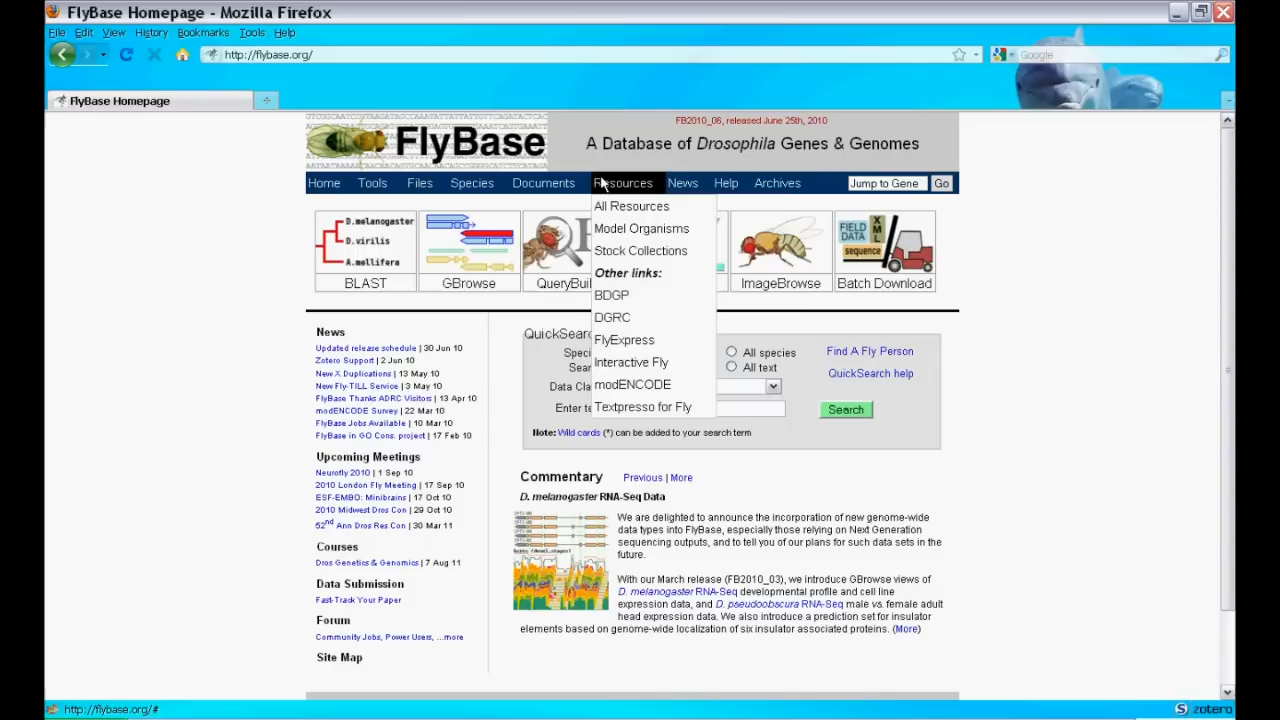 FlyBase Homepage - Mozilla Firefox
File Edit View History Bookmarks Tools Help
http://flybase.org/
Google
FlyBase Homepage
FB2010_06, released June 25th, 2010
FlyBase
A Database of Drosophila Genes & Genomes
Home Tools Files Species Documents Resources News Help Archives Jump to Gene Go
All Resources
Model Organisms
Stock Collections
Other links:
BDGP
DGRC
FlyExpress
Interactive Fly
modENCODE
Textpresso for Fly
D.melanogaster
D.virilis
A.mellifera
FIELD DATA XML
sequence
BLAST GBrowse QueryBuil ImageBrowse Batch Download
News
Updated release schedule | 30 Jun 10
Zotero Support | 2 Jun 10
New X Duplications | 13 May 10
New Fly-TILL Service | 3 May 10
FlyBase Thanks ADRC Visitors | 13 Apr 10
modENCODE Survey | 22 Mar 10
FlyBase Jobs Available | 10 Mar 10
FlyBase in GO Cons. project | 17 Feb 10
Upcoming Meetings
Neurofly 2010 | 1 Sep 10
2010 London Fly Meeting | 17 Sep 10
ESF-EMBO: Minibrains | 17 Oct 10
2010 Midwest Dros Con | 29 Oct 10
52nd Ann Dros Res Con | 30 Mar 11
Courses
Dros Genetics & Genomics | 7 Aug 11
Data Submission
Fast-Track Your Paper
Forum
Community Jobs, Power Users, ...more
Site Map
QuickSearc
Speci All species Find A Fly Person
Sear All text QuickSearch help
Data Cla
Enter te Search
Note: Wild cards (*) can be added to your search term
Commentary Previous | More
D. melanogaster RNA-Seq Data
We are delighted to announce the incorporation of new genome-wide
data types into FlyBase, especially those relying on Next Generation
sequencing outputs, and to tell you of our plans for such data sets in the
future.
With our March release (FB2010_03), we introduce GBrowse views of
D. melanogaster RNA-Seq developmental profile and cell line
expression data, and D. pseudoobscura RNA-Seq male vs. female adult
head expression data. We also introduce a prediction set for insulator
elements based on genome-wide localization of six insulator associated proteins. (More)
http://flybase.org/#
zotero